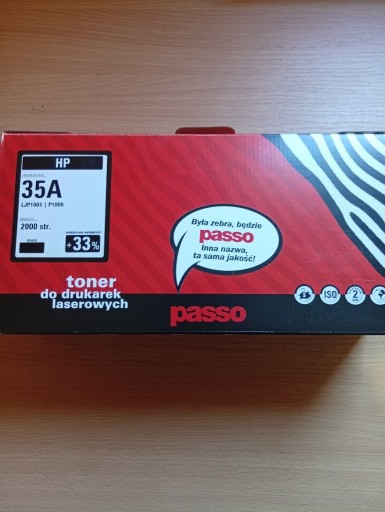 HP
35A
LJP1005 | P1006
2000 str.
+33%
toner
do drukarek
laserowych
Była zebra, będzie
passo
Inna nazwa,
ta sama jakość!
passo
ISO
2